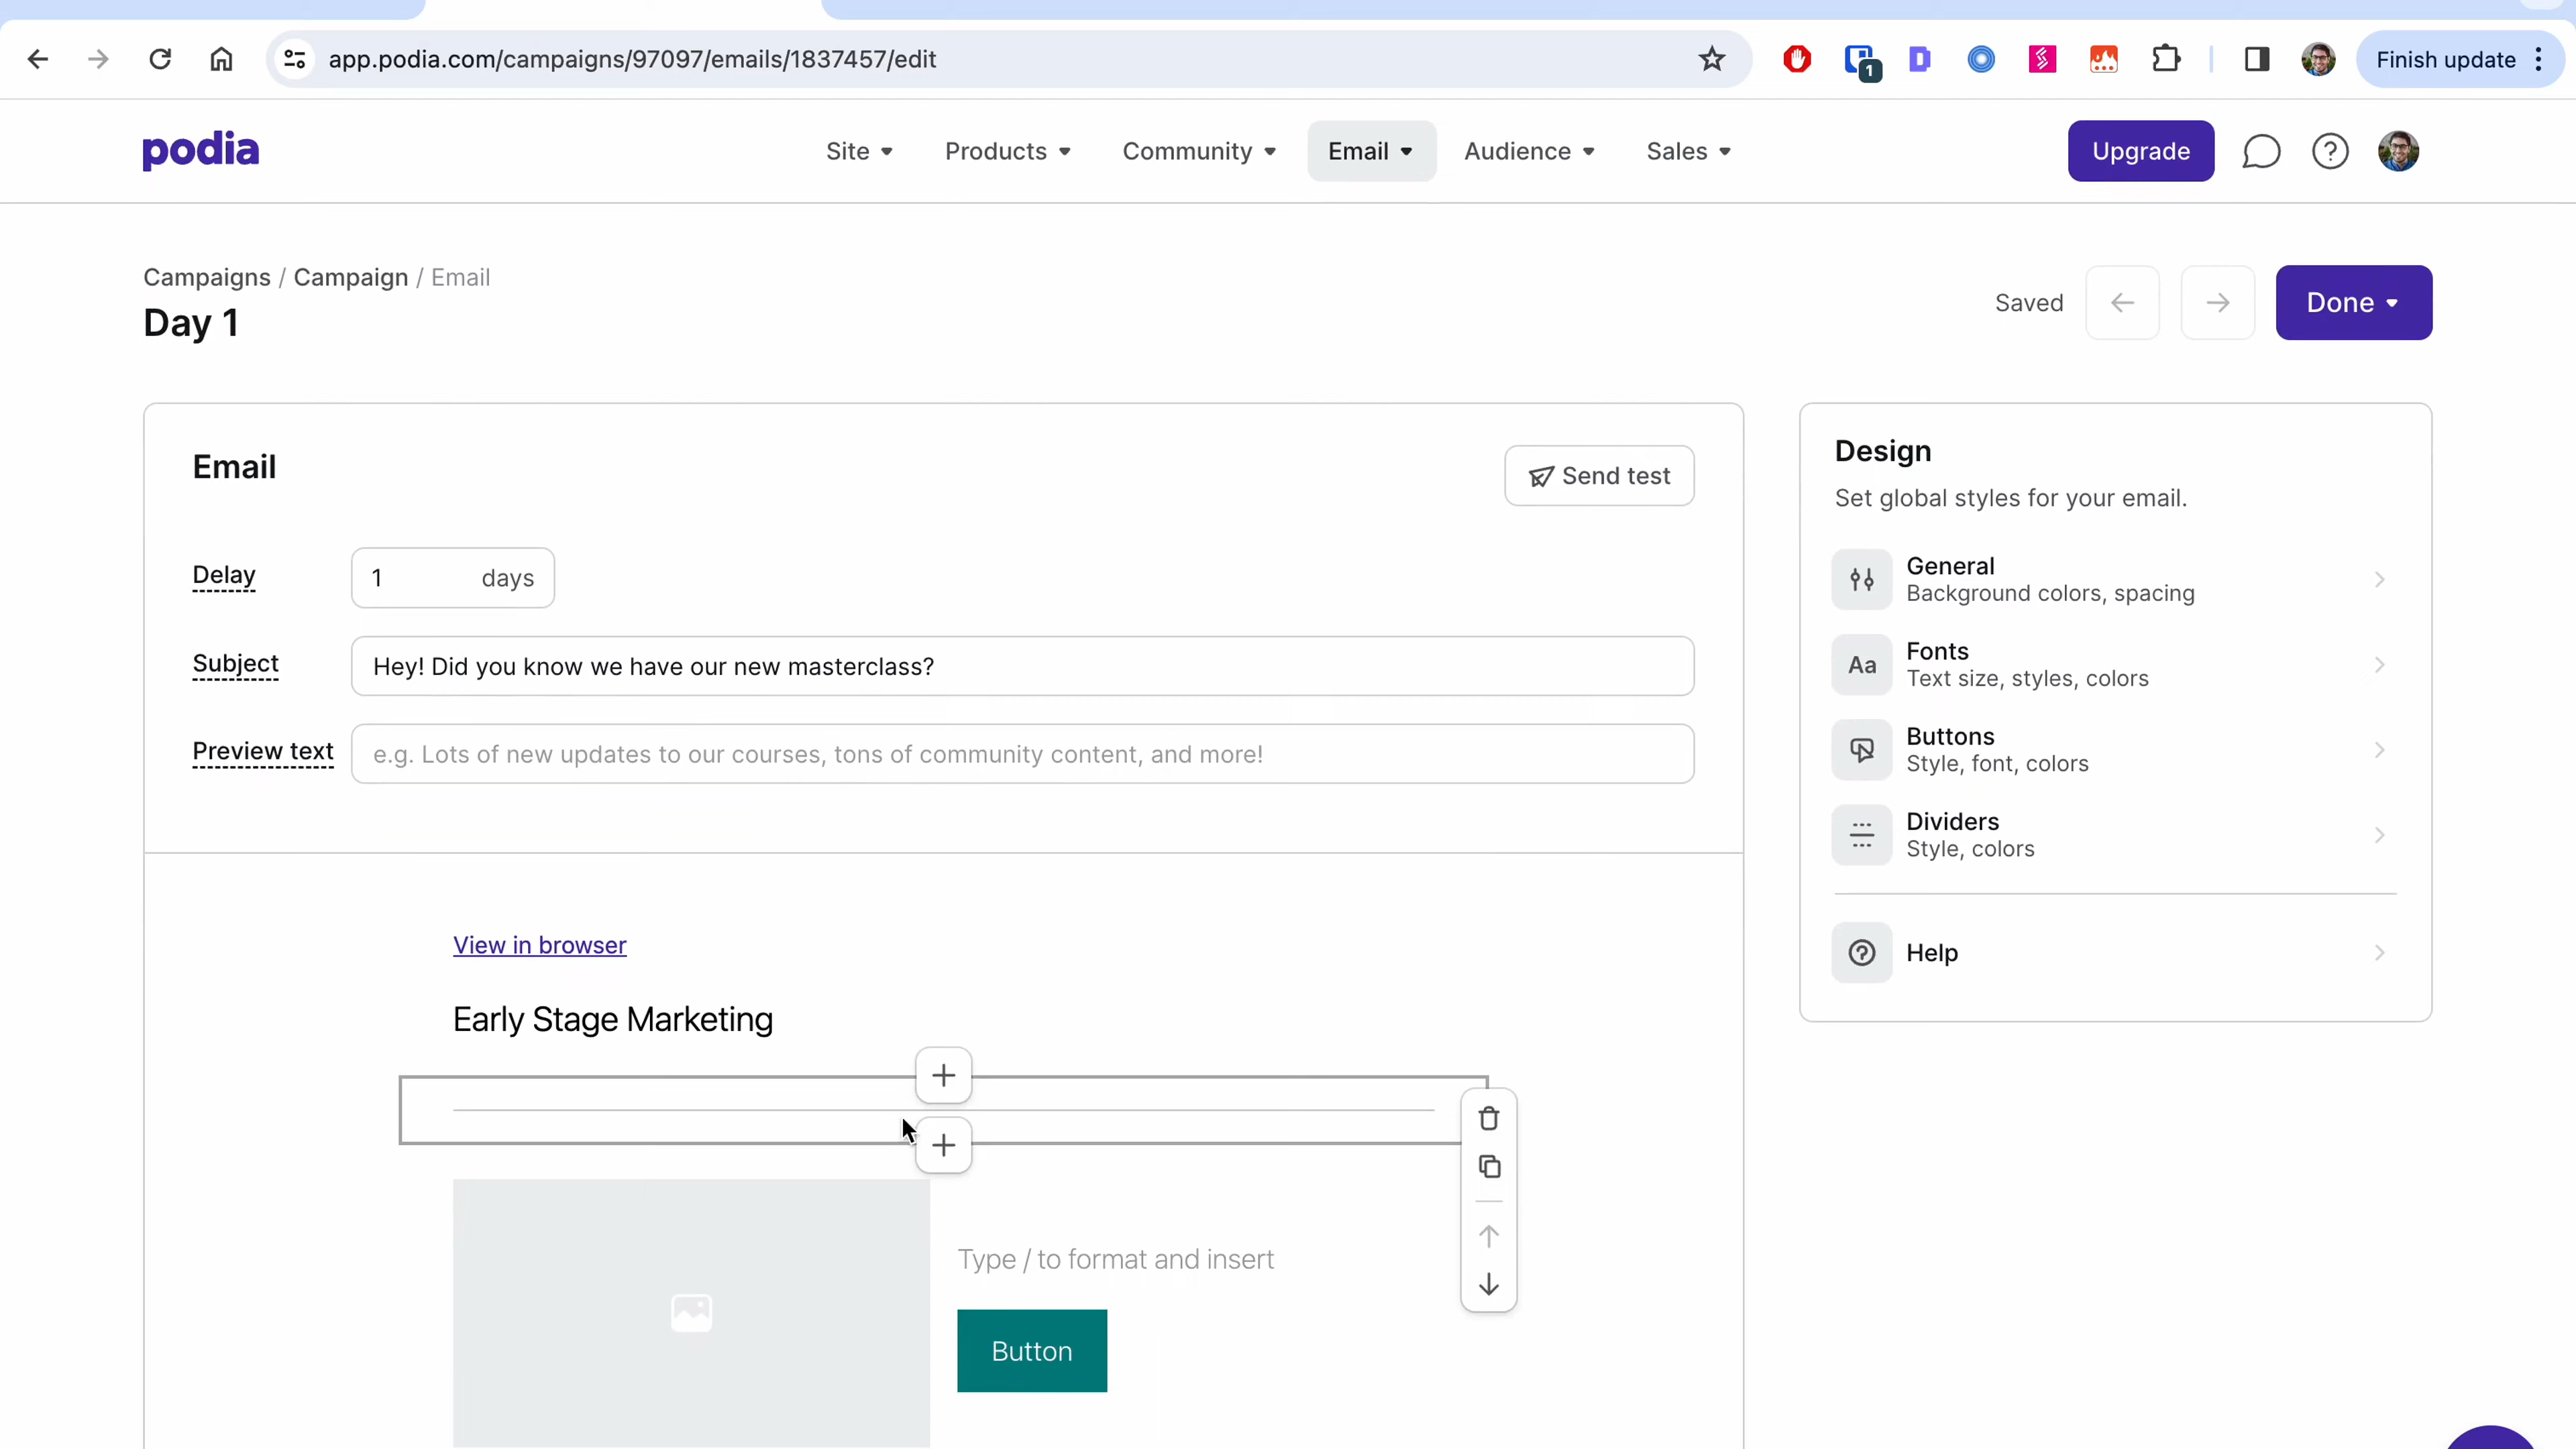 app.podia.com/campaigns/97097/emails/1837457/edit
1
D
Finish update
podia
Site
Products
Community
Email
Audience
Sales
Upgrade
Campaigns / Campaign / Email
Day 1
Saved
Done
Email
Send test
Delay
1
days
Subject
Hey! Did you know we have our new masterclass?
Preview text
e.g. Lots of new updates to our courses, tons of community content, and more!
View in browser
Early Stage Marketing
Type / to format and insert
Button
Design
Set global styles for your email.
General
Background colors, spacing
Aa
Fonts
Text size, styles, colors
Buttons
Style, font, colors
Dividers
Style, colors
Help